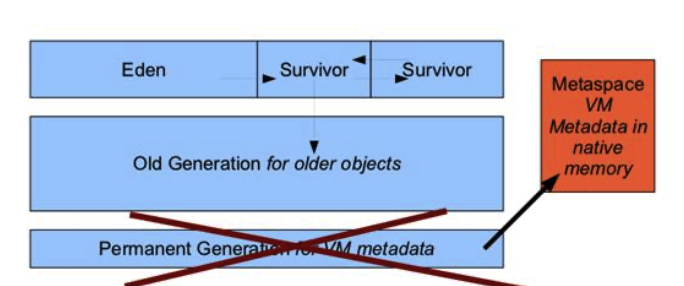 Eden
Survivor
Survivor
Metaspace
VM
Metadata in
native
memory
Old Generation for older objects
Permanent Generation for VM metadata